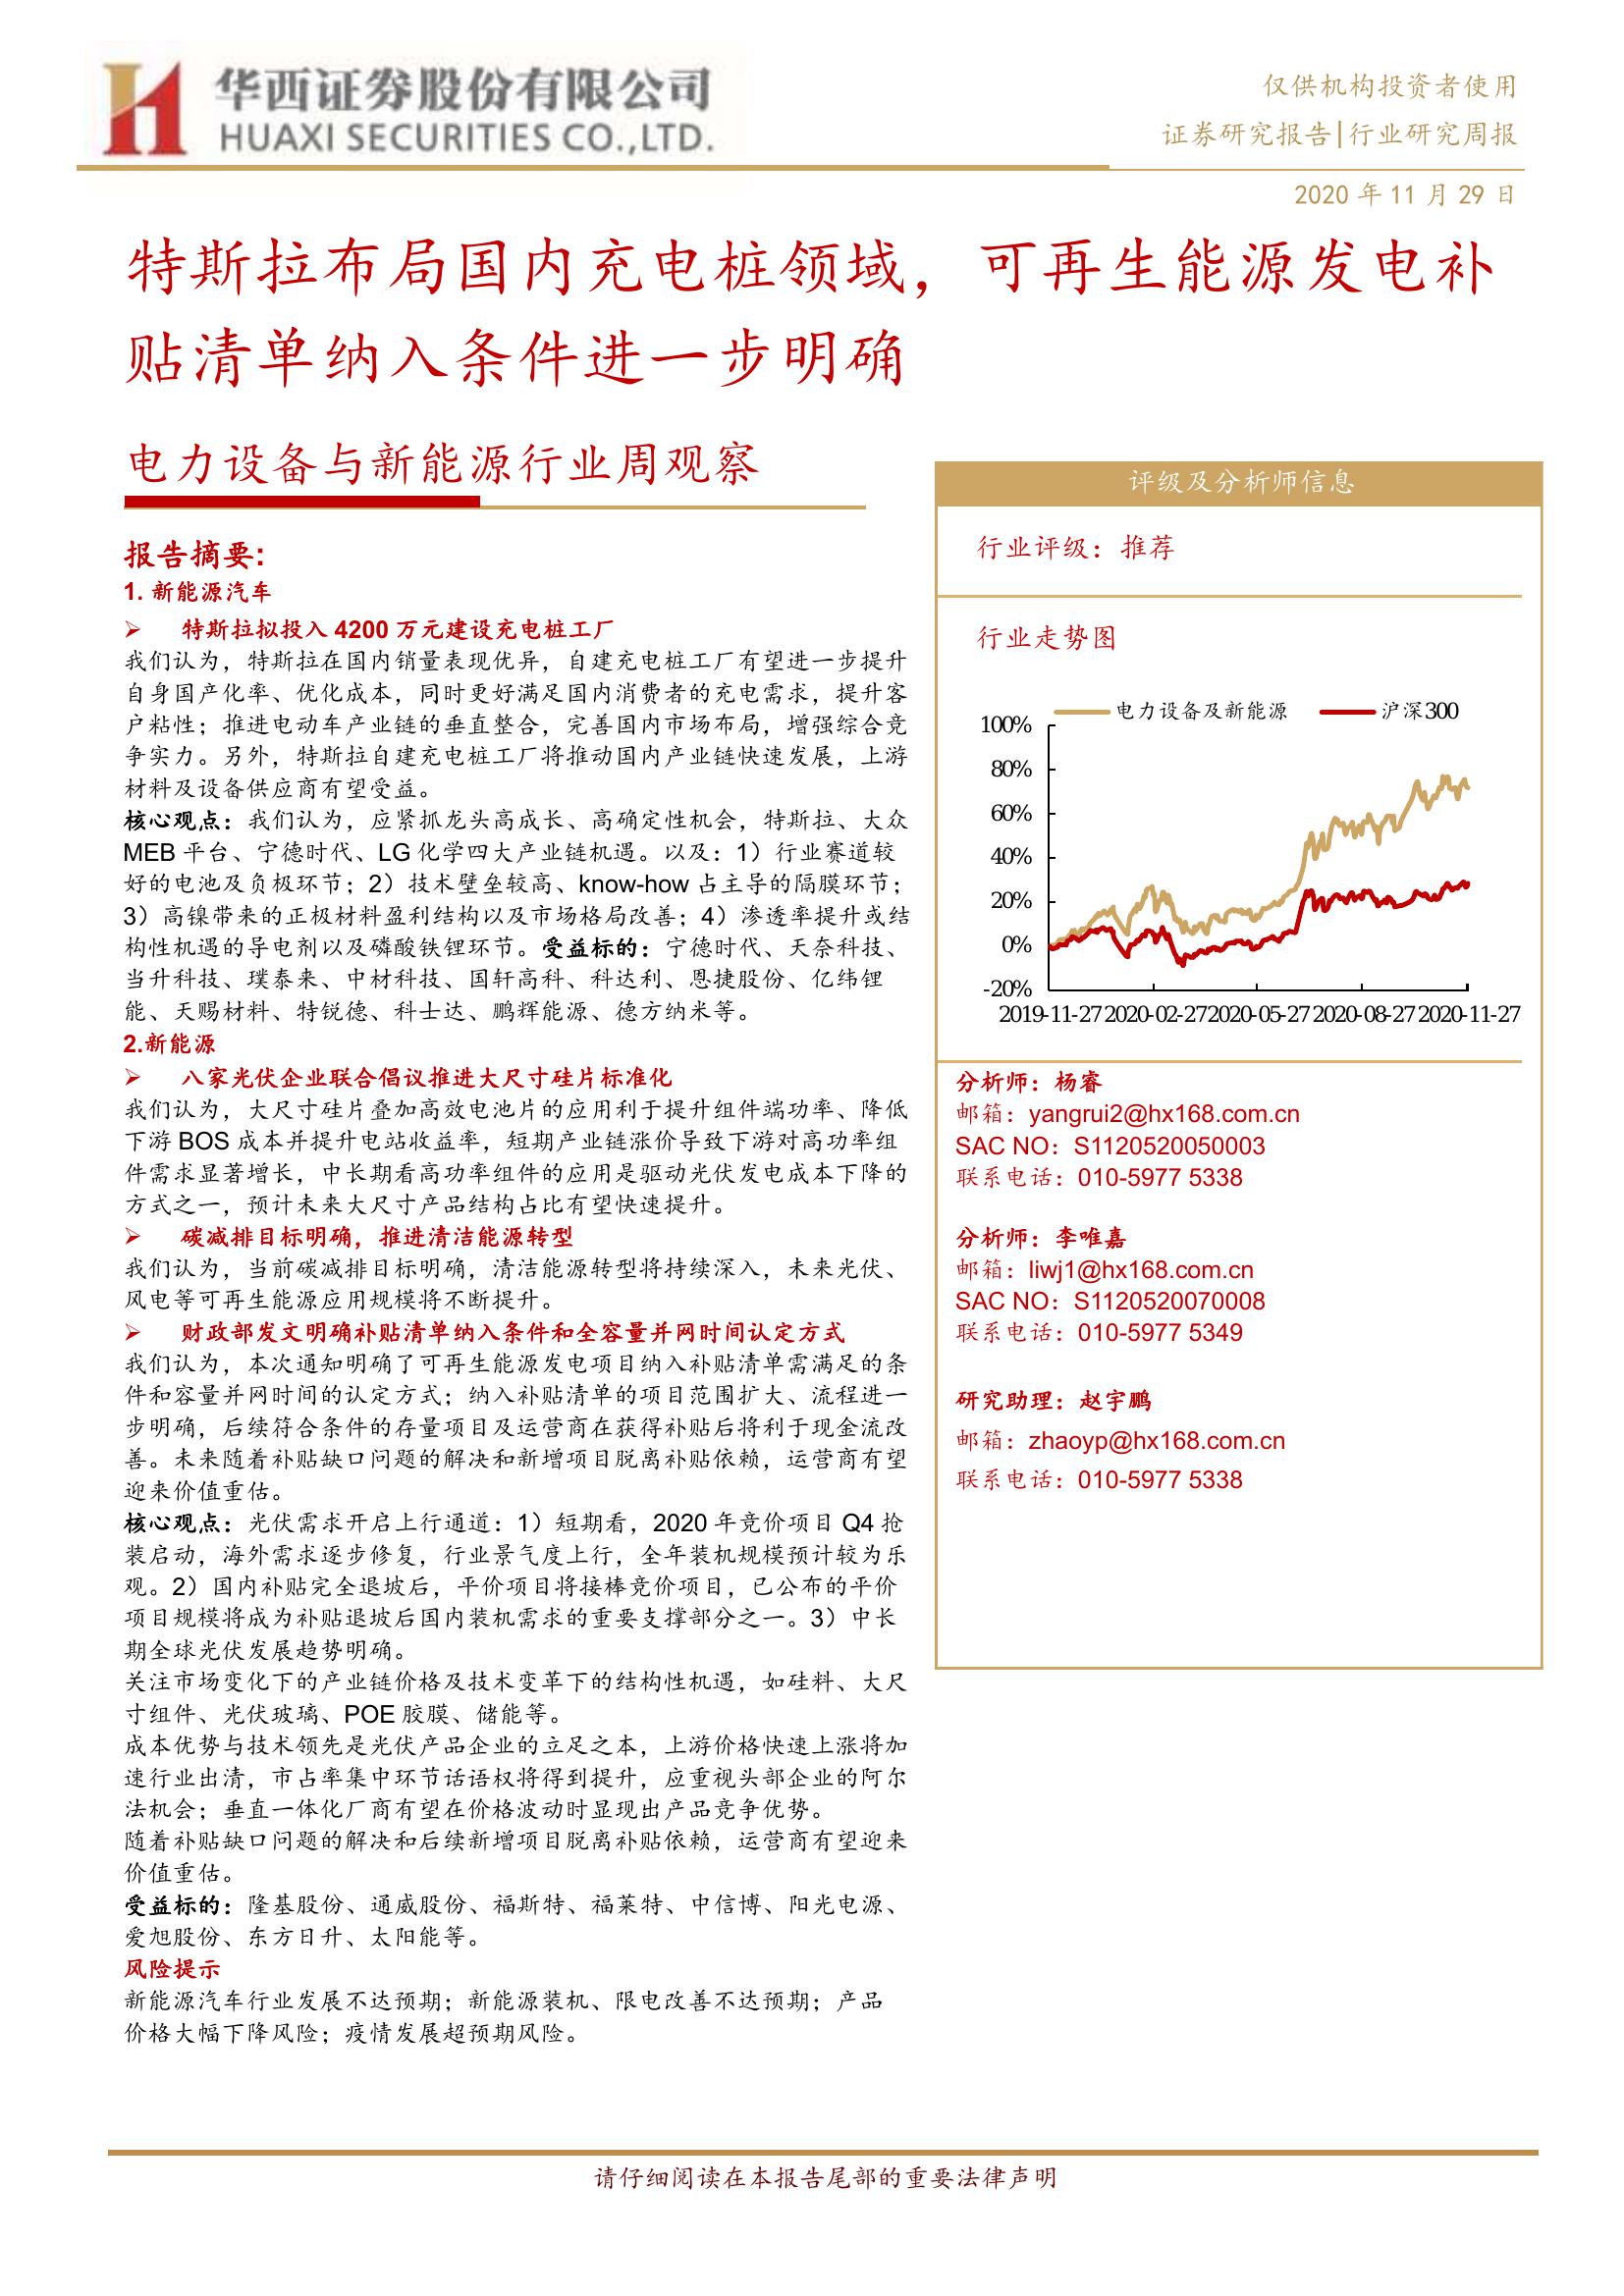 华西证券股份有限公司
HUAXI SECURITIES CO.,LTD.
仅供机构投资者使用
证券研究报告|行业研究周报
2020 年 11 月 29 日
特斯拉布局国内充电桩领域，可再生能源发电补
贴清单纳入条件进一步明确
电力设备与新能源行业周观察
报告摘要:
1. 新能源汽车
➢ 特斯拉拟投入 4200 万元建设充电桩工厂
我们认为，特斯拉在国内销量表现优异，自建充电桩工厂有望进一步提升
自身国产化率、优化成本，同时更好满足国内消费者的充电需求，提升客
户粘性；推进电动车产业链的垂直整合，完善国内市场布局，增强综合竞
争实力。另外，特斯拉自建充电桩工厂将推动国内产业链快速发展，上游
材料及设备供应商有望受益。
核心观点：我们认为，应紧抓龙头高成长、高确定性机会，特斯拉、大众
MEB 平台、宁德时代、LG 化学四大产业链机遇。以及：1）行业赛道较
好的电池及负极环节；2）技术壁垒较高、know-how 占主导的隔膜环节；
3）高镍带来的正极材料盈利结构以及市场格局改善；4）渗透率提升或结
构性机遇的导电剂以及磷酸铁锂环节。受益标的：宁德时代、天奈科技、
当升科技、璞泰来、中材科技、国轩高科、科达利、恩捷股份、亿纬锂
能、天赐材料、特锐德、科士达、鹏辉能源、德方纳米等。
2.新能源
➢ 八家光伏企业联合倡议推进大尺寸硅片标准化
我们认为，大尺寸硅片叠加高效电池片的应用利于提升组件端功率、降低
下游 BOS 成本并提升电站收益率，短期产业链涨价导致下游对高功率组
件需求显著增长，中长期看高功率组件的应用是驱动光伏发电成本下降的
方式之一，预计未来大尺寸产品结构占比有望快速提升。
➢ 碳减排目标明确，推进清洁能源转型
我们认为，当前碳减排目标明确，清洁能源转型将持续深入，未来光伏、
风电等可再生能源应用规模将不断提升。
➢ 财政部发文明确补贴清单纳入条件和全容量并网时间认定方式
我们认为，本次通知明确了可再生能源发电项目纳入补贴清单需满足的条
件和容量并网时间的认定方式；纳入补贴清单的项目范围扩大、流程进一
步明确，后续符合条件的存量项目及运营商在获得补贴后将利于现金流改
善。未来随着补贴缺口问题的解决和新增项目脱离补贴依赖，运营商有望
迎来价值重估。
核心观点：光伏需求开启上行通道：1）短期看，2020 年竞价项目 Q4 抢
装启动，海外需求逐步修复，行业景气度上行，全年装机规模预计较为乐
观。2）国内补贴完全退坡后，平价项目将接棒竞价项目，已公布的平价
项目规模将成为补贴退坡后国内装机需求的重要支撑部分之一。3）中长
期全球光伏发展趋势明确。
关注市场变化下的产业链价格及技术变革下的结构性机遇，如硅料、大尺
寸组件、光伏玻璃、POE 胶膜、储能等。
成本优势与技术领先是光伏产品企业的立足之本，上游价格快速上涨将加
速行业出清，市占率集中环节话语权将得到提升，应重视头部企业的阿尔
法机会；垂直一体化厂商有望在价格波动时显现出产品竞争优势。
随着补贴缺口问题的解决和后续新增项目脱离补贴依赖，运营商有望迎来
价值重估。
受益标的：隆基股份、通威股份、福斯特、福莱特、中信博、阳光电源、
爱旭股份、东方日升、太阳能等。
风险提示
新能源汽车行业发展不达预期；新能源装机、限电改善不达预期；产品
价格大幅下降风险；疫情发展超预期风险。
评级及分析师信息
行业评级：推荐
行业走势图
电力设备及新能源 沪深300
100%
80%
60%
40%
20%
0%
-20%
2019-11-27 2020-02-27 2020-05-27 2020-08-27 2020-11-27
分析师：杨睿
邮箱：yangrui2@hx168.com.cn
SAC NO：S1120520050003
联系电话：010-5977 5338
分析师：李唯嘉
邮箱：liwj1@hx168.com.cn
SAC NO：S1120520070008
联系电话：010-5977 5349
研究助理：赵宇鹏
邮箱：zhaoyp@hx168.com.cn
联系电话：010-5977 5338
请仔细阅读在本报告尾部的重要法律声明